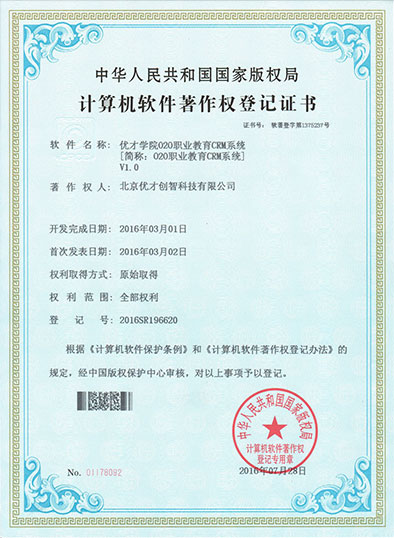 中华人民共和国国家版权局
计算机软件著作权登记证书
证书号： 软著登字第1375237号
软件名称： 优才学院O2O职业教育CRM系统
[简称：O2O职业教育CRM系统]
V1.0
著作权人： 北京优才创智科技有限公司
开发完成日期： 2016年03月01日
首次发表日期： 2016年03月02日
权利取得方式： 原始取得
权利范围： 全部权利
登记号： 2016SR196620
根据《计算机软件保护条例》和《计算机软件著作权登记办法》的
规定，经中国版权保护中心审核，对以上事项予以登记。
中华人民共和国国家版权局
计算机软件著作权
登记专用章
No. 01178092
2016年07月28日